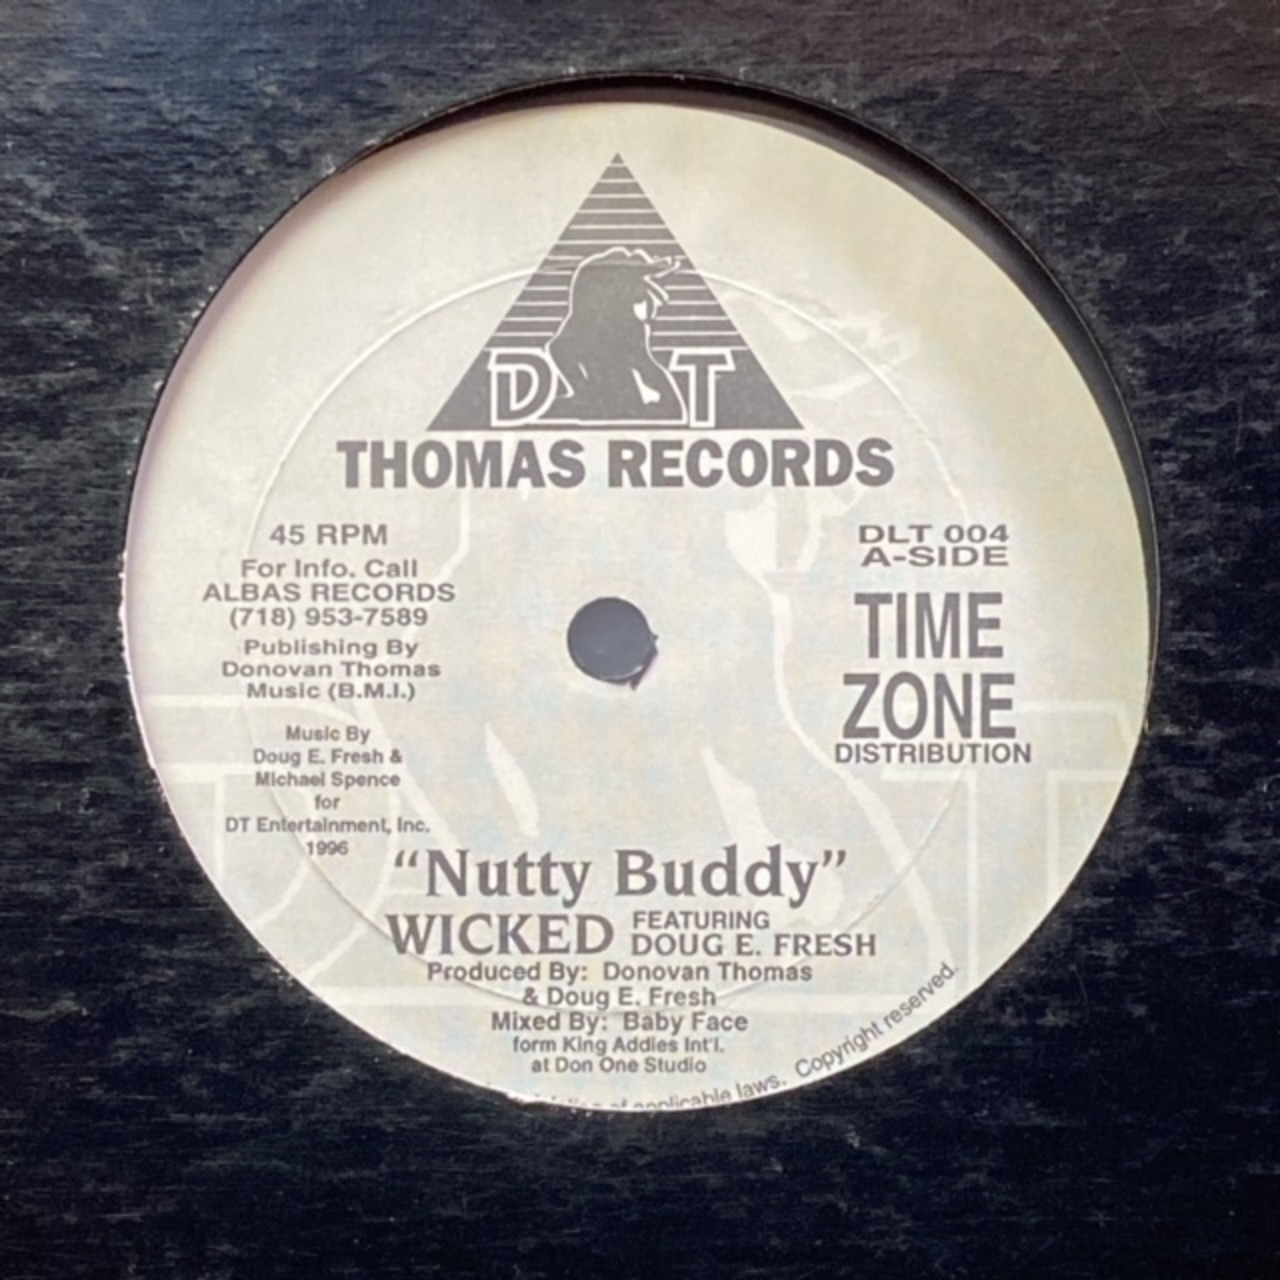 D T
THOMAS RECORDS
45 RPM
For Info. Call
ALBAS RECORDS
(718) 953-7589
Publishing By
Donovan Thomas
Music (B.M.I.)
Music By
Doug E. Fresh &
Michael Spence
for
DT Entertainment, Inc.
1996
DLT 004
A-SIDE
TIME
ZONE
DISTRIBUTION
“Nutty Buddy”
WICKED FEATURING
DOUG E. FRESH
Produced By: Donovan Thomas
& Doug E. Fresh
Mixed By: Baby Face
form King Addies Int'l.
at Don One Studio
of applicable laws. Copyright reserved.